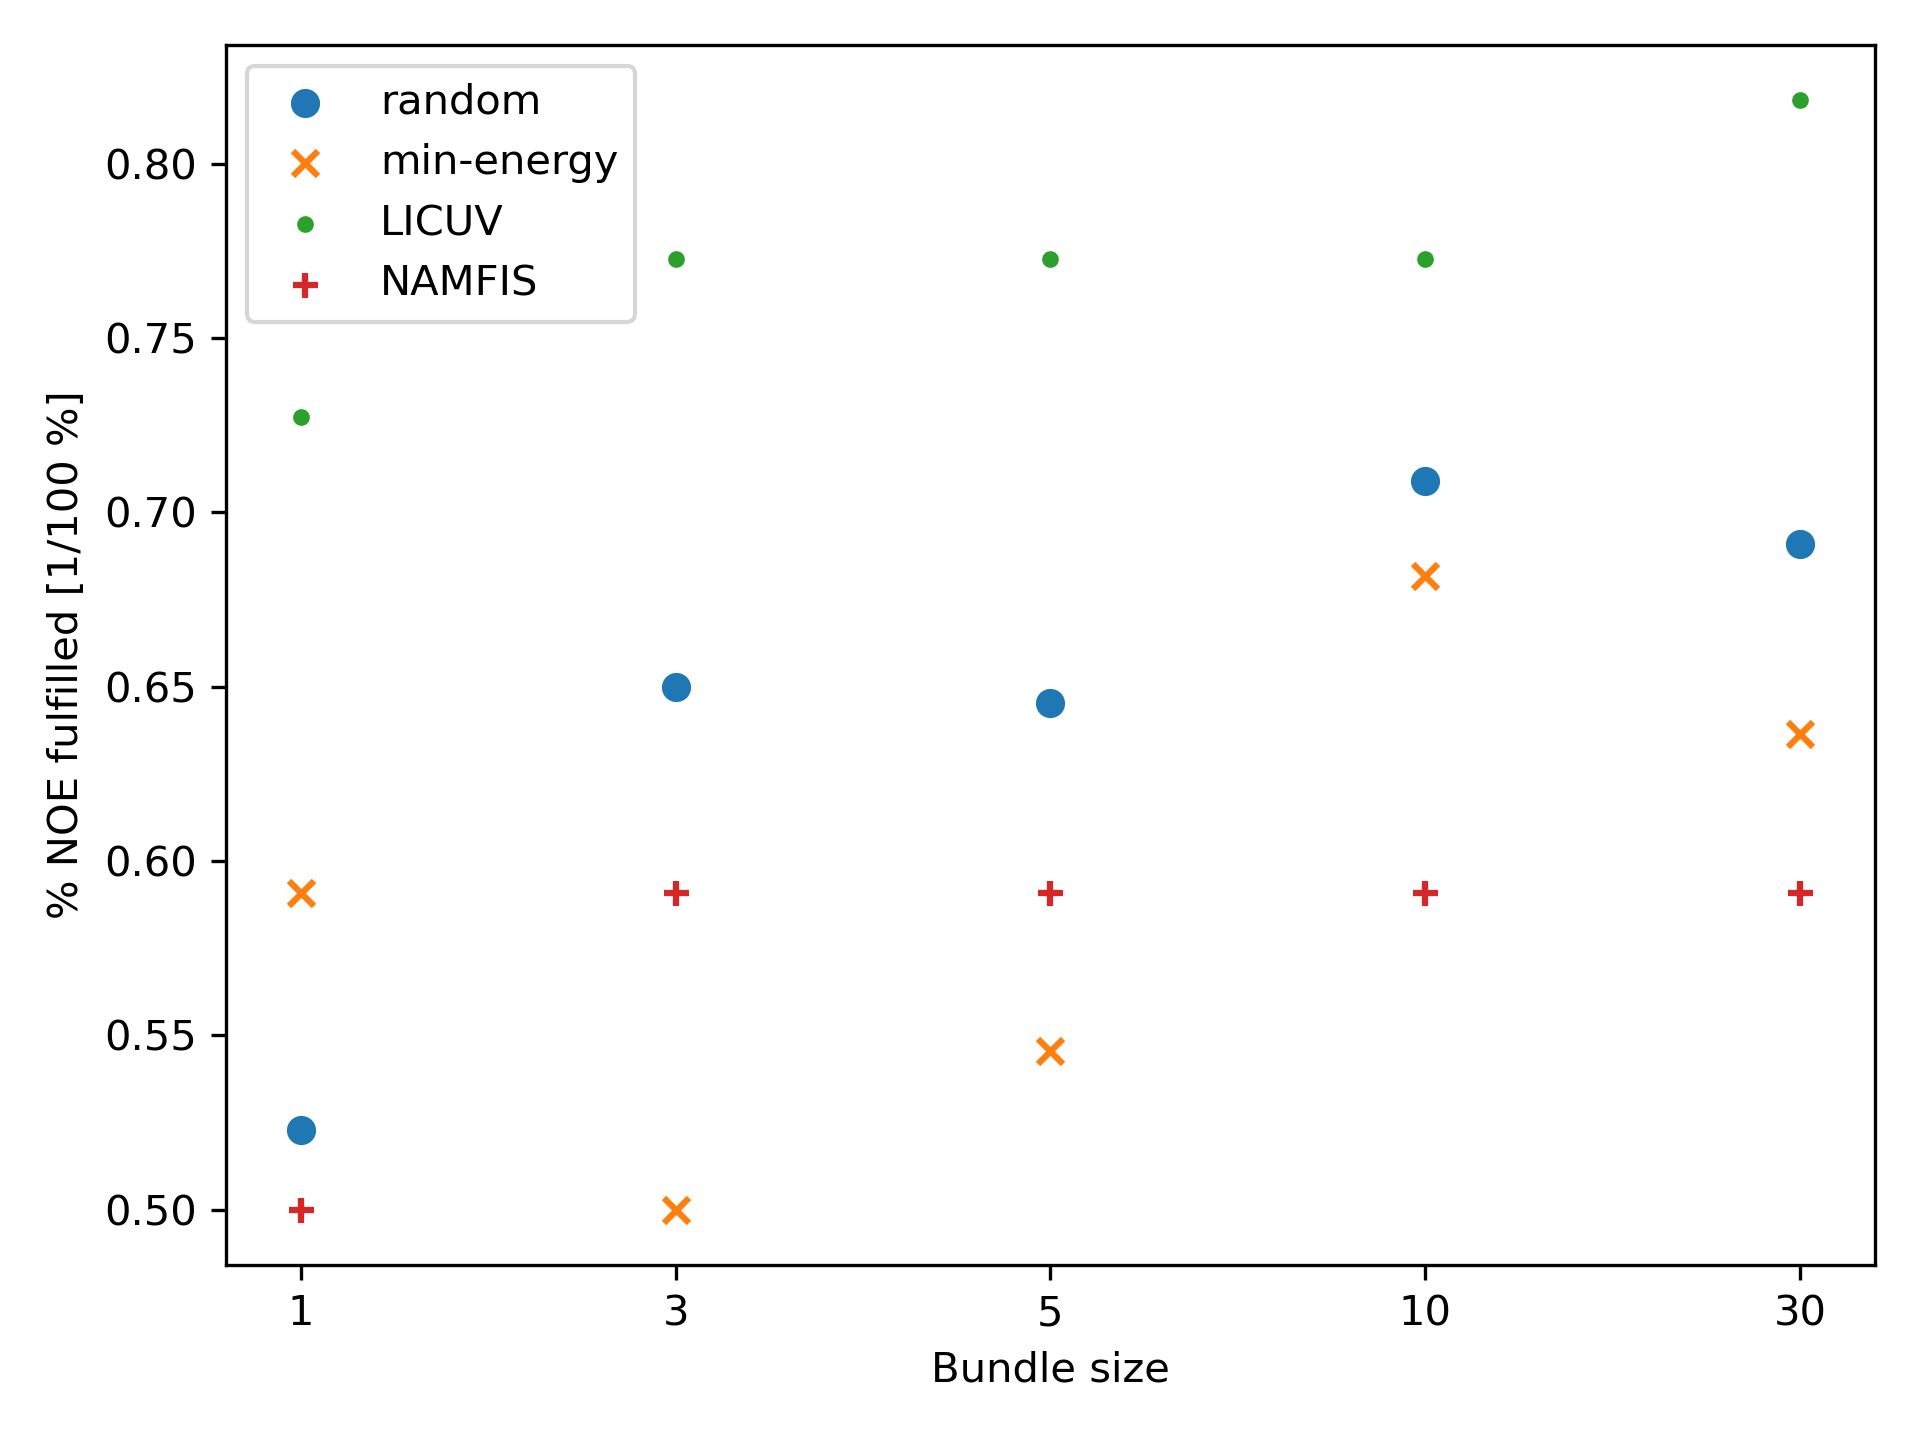 random
min-energy
LICUV
NAMFIS
% NOE fulfilled [1/100 %]
0.80
0.75
0.70
0.65
0.60
0.55
0.50
1 3 5 10 30
Bundle size